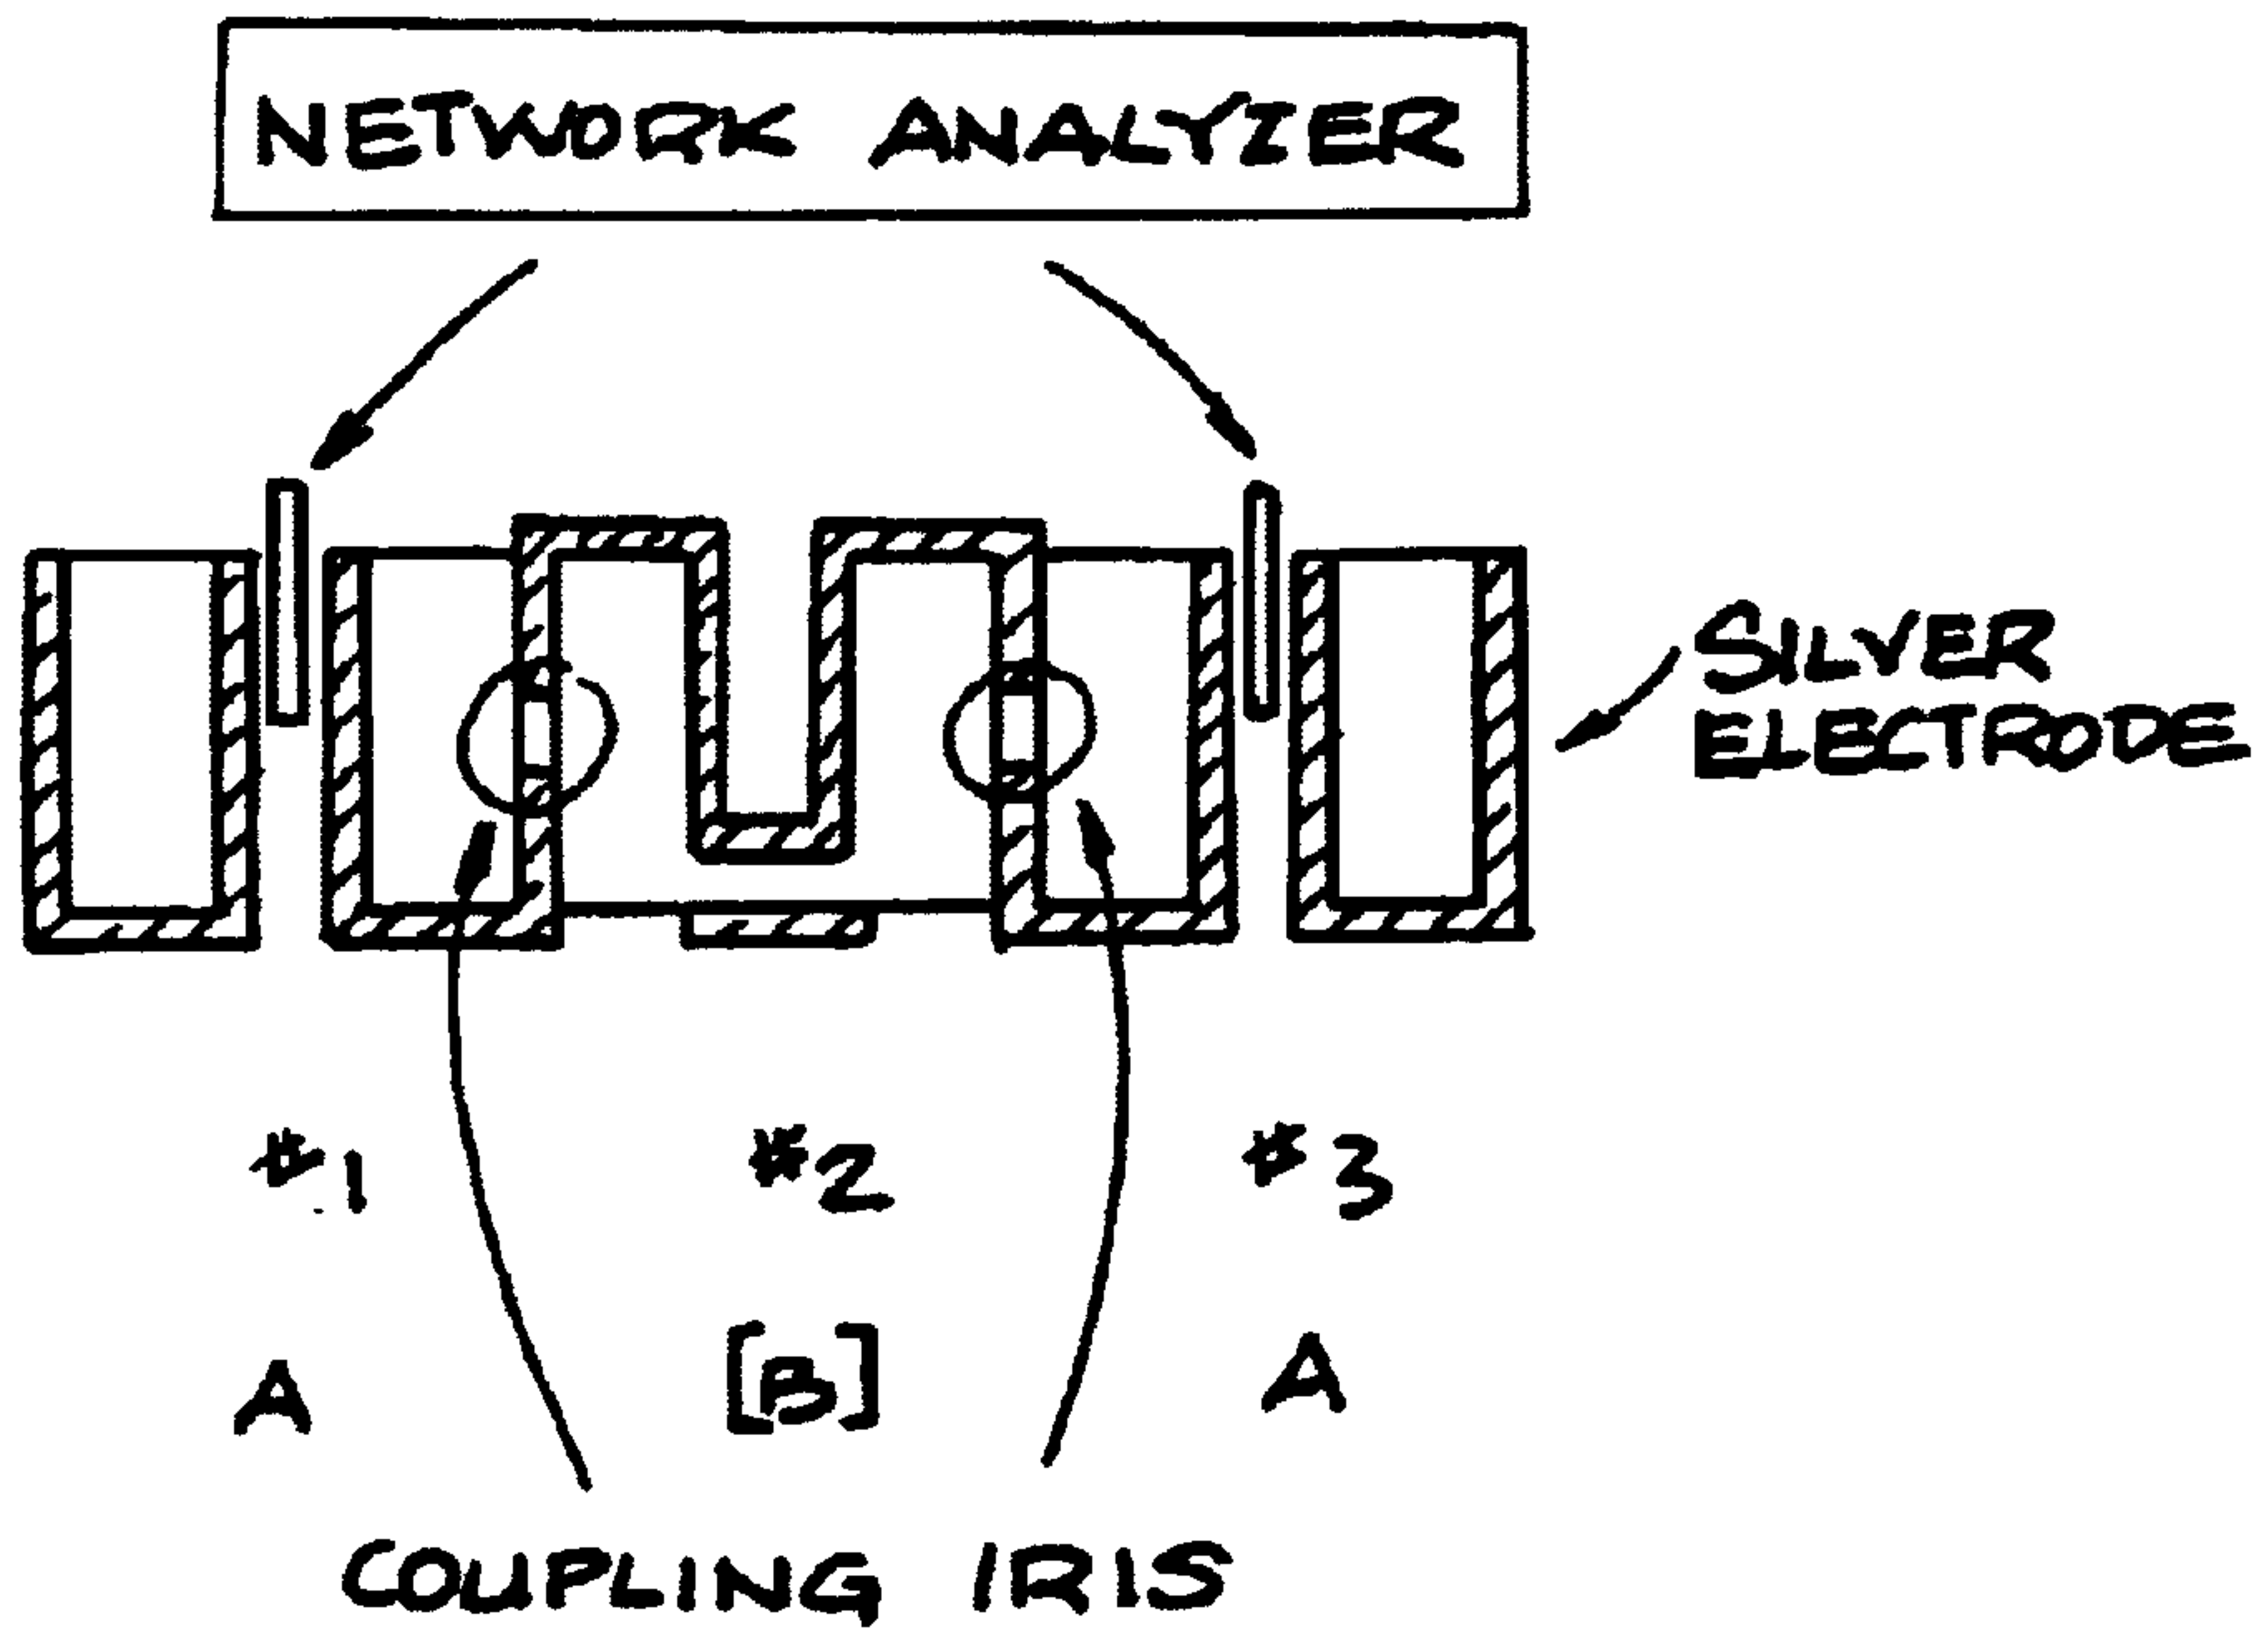 NETWORK ANALYZER
SILVER
ELECTRODE
#1 #2 #3
A [B] A
COUPLING IRIS